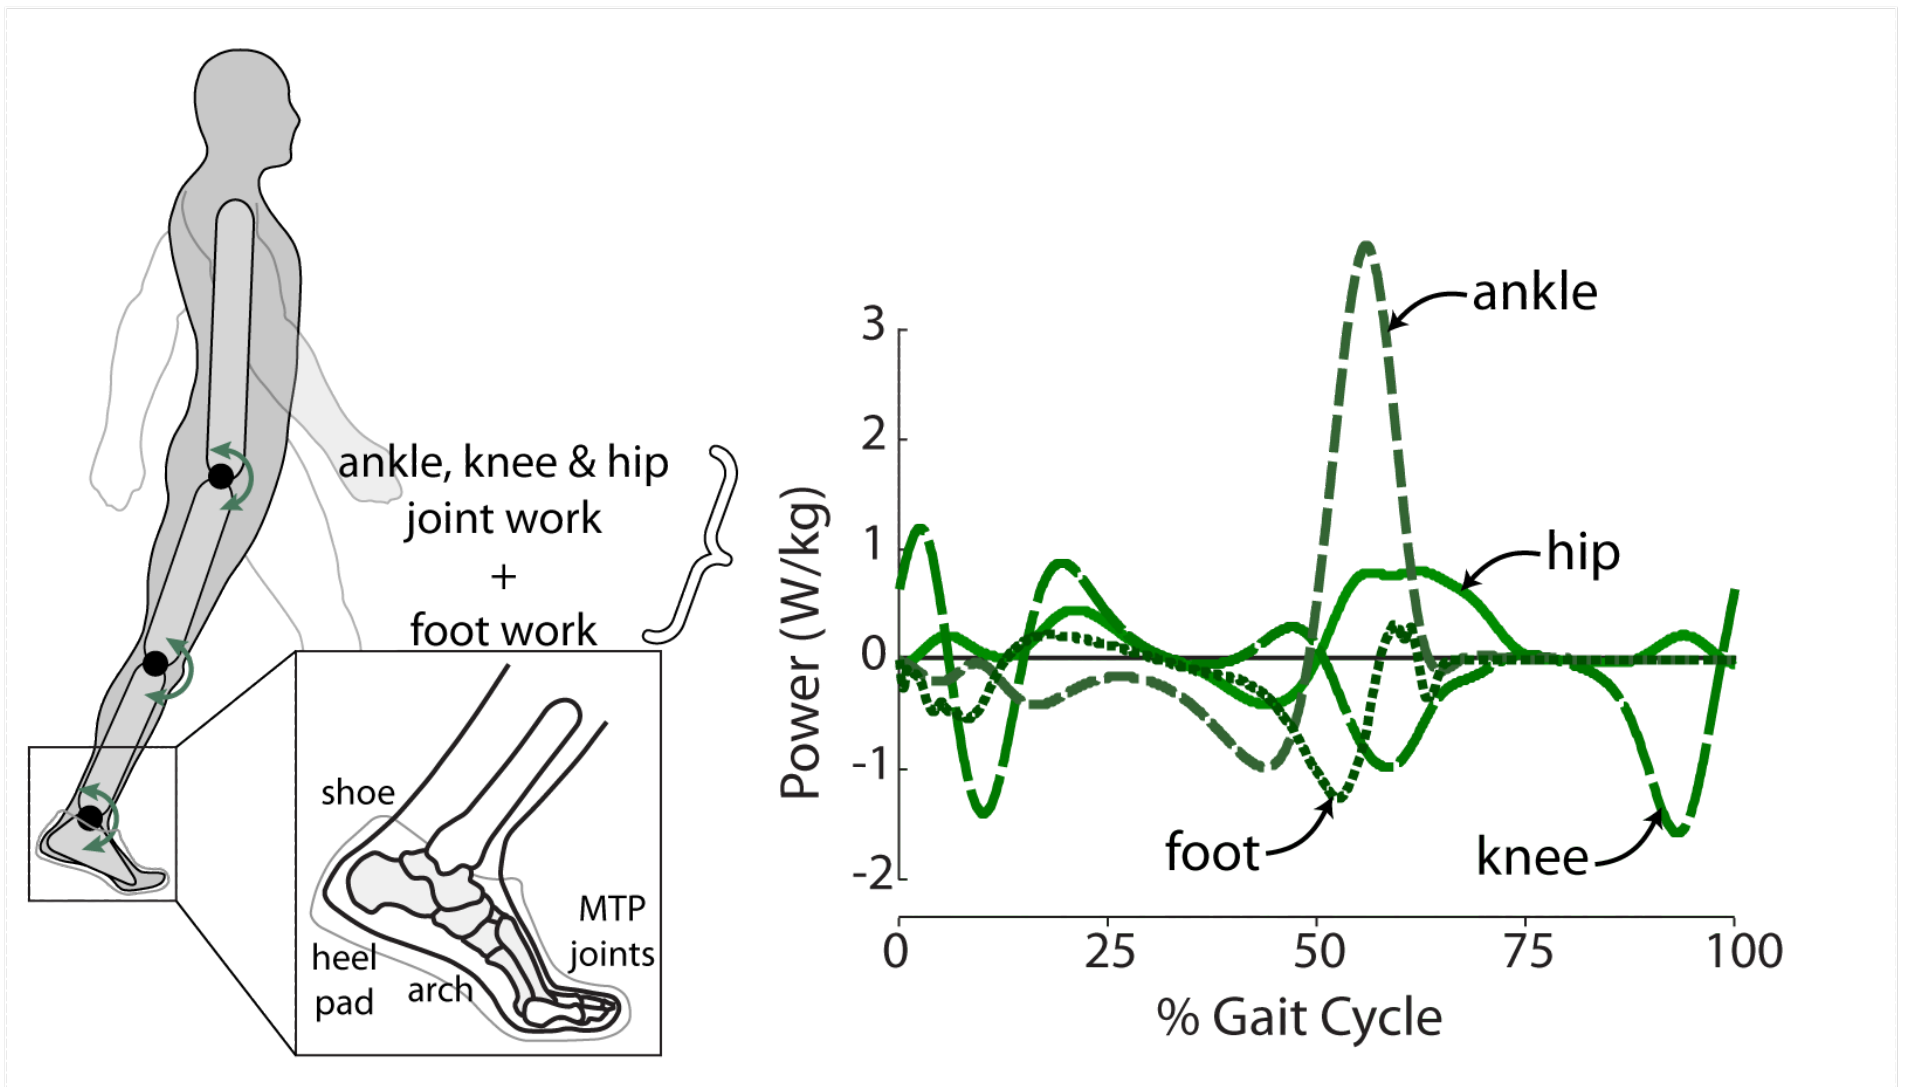 ankle, knee & hip
joint work
+
foot work
shoe
heel
pad
arch
MTP
joints
Power (W/kg)
3
2
1
0
-1
-2
ankle
hip
foot
knee
0
25
50
75
100
% Gait Cycle